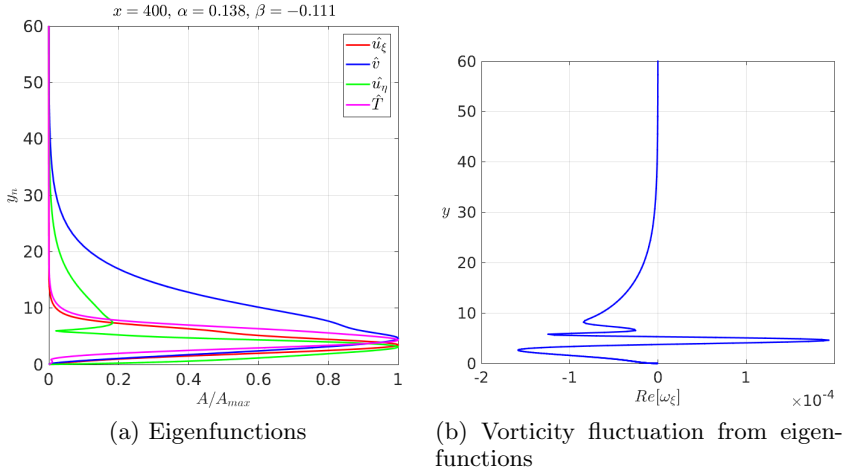 x = 400, α = 0.138, β = −0.111
60
50
40
30
20
10
0
y_n
û_ξ
v̂
û_η
T̂
0 0.2 0.4 0.6 0.8 1
A/A_max
60
50
40
30
20
10
0
y
-2 -1 0 1
×10⁻⁴
Re[ω_ξ]
(a) Eigenfunctions
(b) Vorticity fluctuation from eigen-
functions